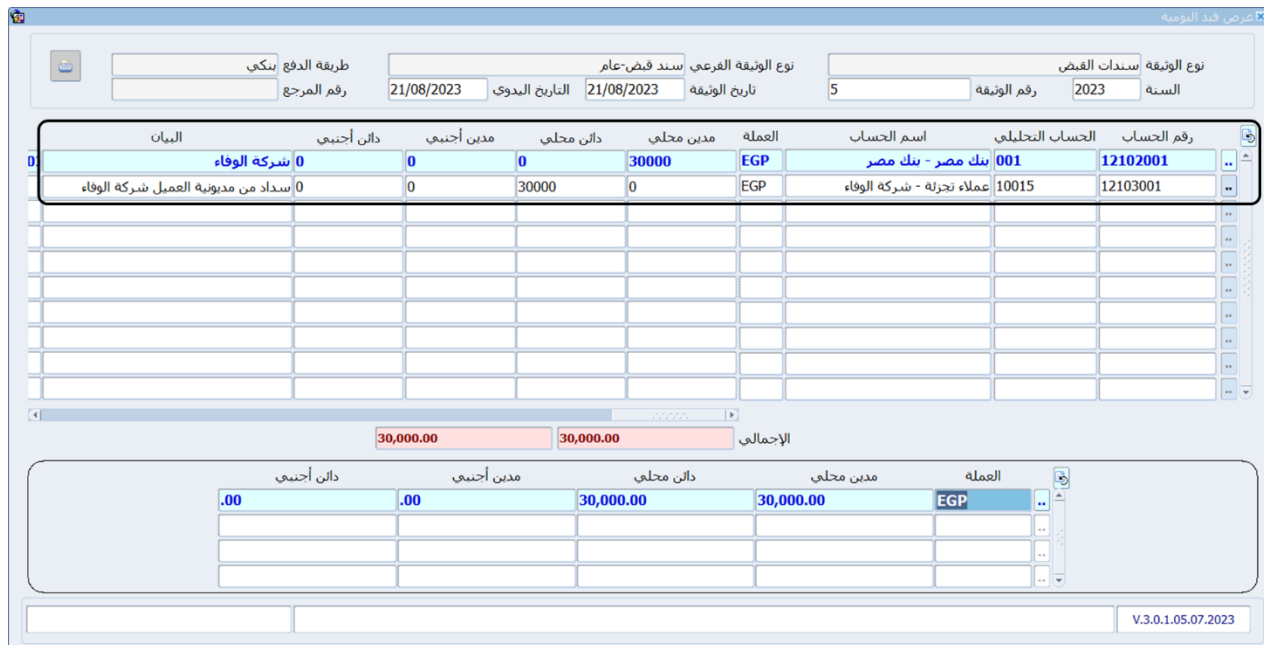 عرض قيد اليومية
نوع الوثيقة سندات القبض نوع الوثيقة الفرعي سند قبض-عام طريقة الدفع بنكي
السنة 2023 رقم الوثيقة 5 تاريخ الوثيقة 21/08/2023 التاريخ اليدوي 21/08/2023 رقم المرجع
رقم الحساب الحساب التحليلي اسم الحساب العملة مدين محلي دائن محلي مدين أجنبي دائن أجنبي البيان
12102001 001 بنك مصر - بنك مصر EGP 30000 0 0 0 شركة الوفاء
12103001 10015 عملاء تجزئة - شركة الوفاء EGP 0 30000 0 0 سداد من مديونية العميل شركة الوفاء
الإجمالي 30,000.00 30,000.00
العملة مدين محلي دائن محلي مدين أجنبي دائن أجنبي
EGP 30,000.00 30,000.00 .00 .00
V.3.0.1.05.07.2023